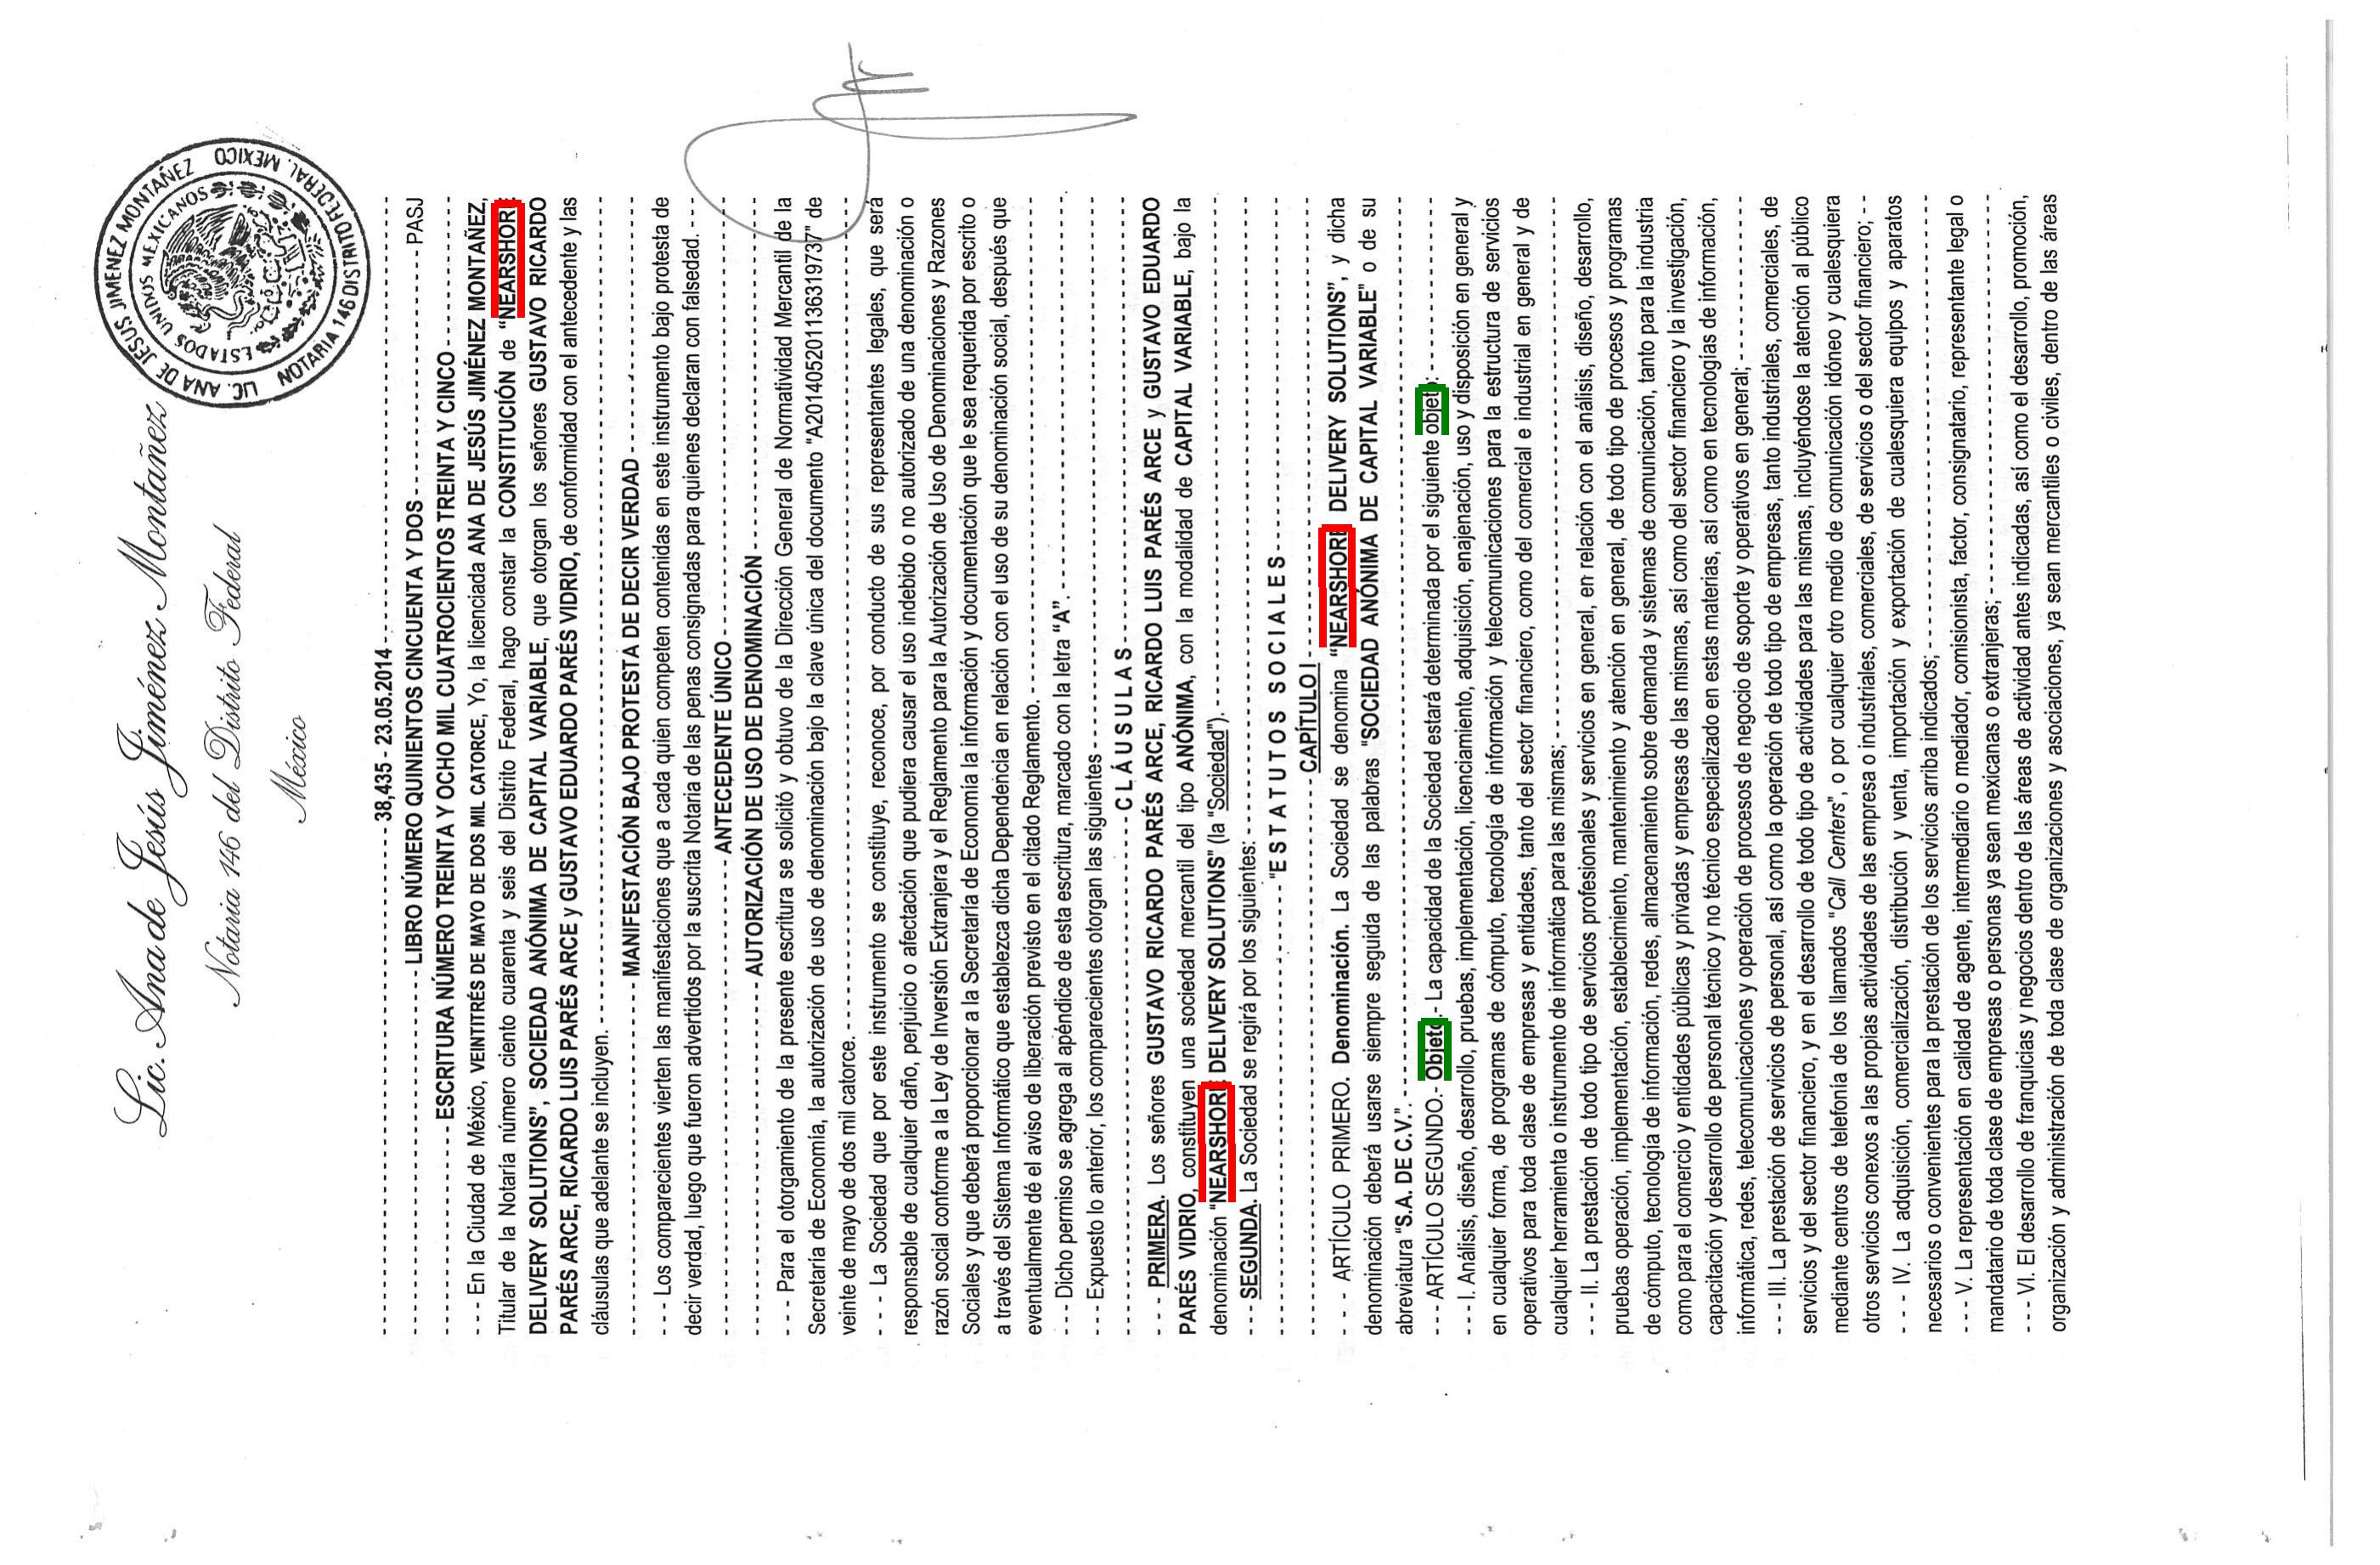 Lic. Ana de Jesús Jiménez Montañez
Notaria 146 del Distrito Federal
México
LIC. ANA DE JESUS JIMENEZ MONTAÑEZ
NOTARIA 146 DISTRITO FEDERAL. MEXICO
ESTADOS UNIDOS MEXICANOS
- - - 38,435 - 23.05.2014 - - -
- - - LIBRO NÚMERO QUINIENTOS CINCUENTA Y DOS - - - PASJ
- - - ESCRITURA NÚMERO TREINTA Y OCHO MIL CUATROCIENTOS TREINTA Y CINCO - - -
- - - En la Ciudad de México, VEINTITRÉS DE MAYO DE DOS MIL CATORCE, Yo, la licenciada ANA DE JESÚS JIMÉNEZ MONTAÑEZ,
Titular de la Notaría número ciento cuarenta y seis del Distrito Federal, hago constar la CONSTITUCIÓN de “NEARSHORE
DELIVERY SOLUTIONS”, SOCIEDAD ANÓNIMA DE CAPITAL VARIABLE, que otorgan los señores GUSTAVO RICARDO
PARÉS ARCE, RICARDO LUIS PARÉS ARCE y GUSTAVO EDUARDO PARÉS VIDRIO, de conformidad con el antecedente y las
cláusulas que adelante se incluyen. - - -
- - - MANIFESTACIÓN BAJO PROTESTA DE DECIR VERDAD - - -
- - - Los comparecientes vierten las manifestaciones que a cada quien competen contenidas en este instrumento bajo protesta de
decir verdad, luego que fueron advertidos por la suscrita Notaria de las penas consignadas para quienes declaran con falsedad. - - -
- - - ANTECEDENTE ÚNICO - - -
- - - AUTORIZACIÓN DE USO DE DENOMINACIÓN - - -
- - - Para el otorgamiento de la presente escritura se solicitó y obtuvo de la Dirección General de Normatividad Mercantil de la
Secretaría de Economía, la autorización de uso de denominación bajo la clave única del documento “A201405201136319737” de
veinte de mayo de dos mil catorce. - - -
- - - La Sociedad que por este instrumento se constituye, reconoce, por conducto de sus representantes legales, que será
responsable de cualquier daño, perjuicio o afectación que pudiera causar el uso indebido o no autorizado de una denominación o
razón social conforme a la Ley de Inversión Extranjera y el Reglamento para la Autorización de Uso de Denominaciones y Razones
Sociales y que deberá proporcionar a la Secretaría de Economía la información y documentación que le sea requerida por escrito o
a través del Sistema Informático que establezca dicha Dependencia en relación con el uso de su denominación social, después que
eventualmente dé el aviso de liberación previsto en el citado Reglamento. - - -
- - - Dicho permiso se agrega al apéndice de esta escritura, marcado con la letra “A”. - - -
- - - Expuesto lo anterior, los comparecientes otorgan las siguientes - - -
- - - C L Á U S U L A S - - -
- - - PRIMERA. Los señores GUSTAVO RICARDO PARÉS ARCE, RICARDO LUIS PARÉS ARCE y GUSTAVO EDUARDO
PARÉS VIDRIO, constituyen una sociedad mercantil del tipo ANÓNIMA, con la modalidad de CAPITAL VARIABLE, bajo la
denominación “NEARSHORE DELIVERY SOLUTIONS” (la “Sociedad”). - - -
- - - SEGUNDA. La Sociedad se regirá por los siguientes: - - -
- - - “E S T A T U T O S   S O C I A L E S - - -
- - - CAPÍTULO I - - -
- - - ARTÍCULO PRIMERO. Denominación. La Sociedad se denomina “NEARSHORE DELIVERY SOLUTIONS”, y dicha
denominación deberá usarse siempre seguida de las palabras “SOCIEDAD ANÓNIMA DE CAPITAL VARIABLE” o de su
abreviatura “S.A. DE C.V.”. - - -
- - - ARTÍCULO SEGUNDO.- Objeto.- La capacidad de la Sociedad estará determinada por el siguiente objeto: - - -
- - - I. Análisis, diseño, desarrollo, pruebas, implementación, licenciamiento, adquisición, enajenación, uso y disposición en general y
en cualquier forma, de programas de cómputo, tecnología de información y telecomunicaciones para la estructura de servicios
operativos para toda clase de empresas y entidades, tanto del sector financiero, como del comercial e industrial en general y de
cualquier herramienta o instrumento de informática para las mismas; - - -
- - - II. La prestación de todo tipo de servicios profesionales y servicios en general, en relación con el análisis, diseño, desarrollo,
pruebas operación, implementación, establecimiento, mantenimiento y atención en general, de todo tipo de procesos y programas
de cómputo, tecnología de información, redes, almacenamiento sobre demanda y sistemas de comunicación, tanto para la industria
como para el comercio y entidades públicas y privadas y empresas de las mismas, así como del sector financiero y la investigación,
capacitación y desarrollo de personal técnico y no técnico especializado en estas materias, así como en tecnologías de información,
informática, redes, telecomunicaciones y operación de procesos de negocio de soporte y operativos en general; - - -
- - - III. La prestación de servicios de personal, así como la operación de todo tipo de empresas, tanto industriales, comerciales, de
servicios y del sector financiero, y en el desarrollo de todo tipo de actividades para las mismas, incluyéndose la atención al público
mediante centros de telefonía de los llamados “Call Centers”, o por cualquier otro medio de comunicación idóneo y cualesquiera
otros servicios conexos a las propias actividades de las empresa o industriales, comerciales, de servicios o del sector financiero; - -
- - - IV. La adquisición, comercialización, distribución y venta, importación y exportación de cualesquiera equipos y aparatos
necesarios o convenientes para la prestación de los servicios arriba indicados; - - -
- - - V. La representación en calidad de agente, intermediario o mediador, comisionista, factor, consignatario, representante legal o
mandatario de toda clase de empresas o personas ya sean mexicanas o extranjeras; - - -
- - - VI. El desarrollo de franquicias y negocios dentro de las áreas de actividad antes indicadas, así como el desarrollo, promoción,
organización y administración de toda clase de organizaciones y asociaciones, ya sean mercantiles o civiles, dentro de las áreas